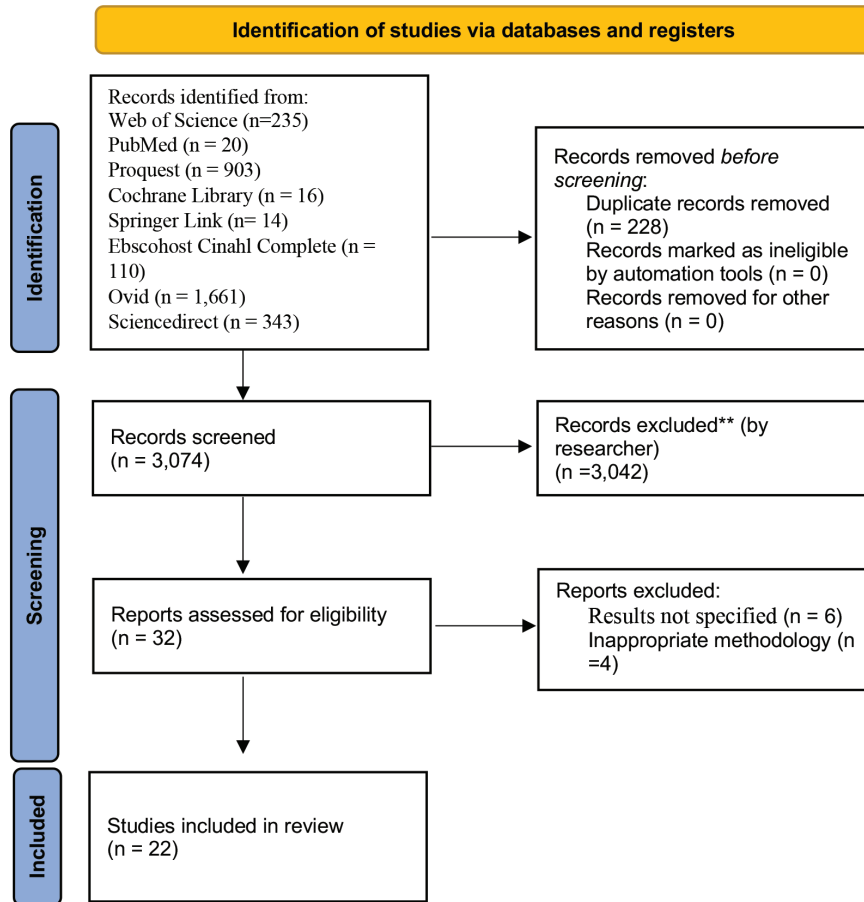 Identification of studies via databases and registers
Identification
Records identified from:
Web of Science (n=235)
PubMed (n = 20)
Proquest (n = 903)
Cochrane Library (n = 16)
Springer Link (n= 14)
Ebscohost Cinahl Complete (n =
110)
Ovid (n = 1,661)
Sciencedirect (n = 343)
Records removed before
screening:
Duplicate records removed
(n = 228)
Records marked as ineligible
by automation tools (n = 0)
Records removed for other
reasons (n = 0)
Screening
Records screened
(n = 3,074)
Records excluded** (by
researcher)
(n =3,042)
Reports assessed for eligibility
(n = 32)
Reports excluded:
Results not specified (n = 6)
Inappropriate methodology (n
=4)
Included
Studies included in review
(n = 22)